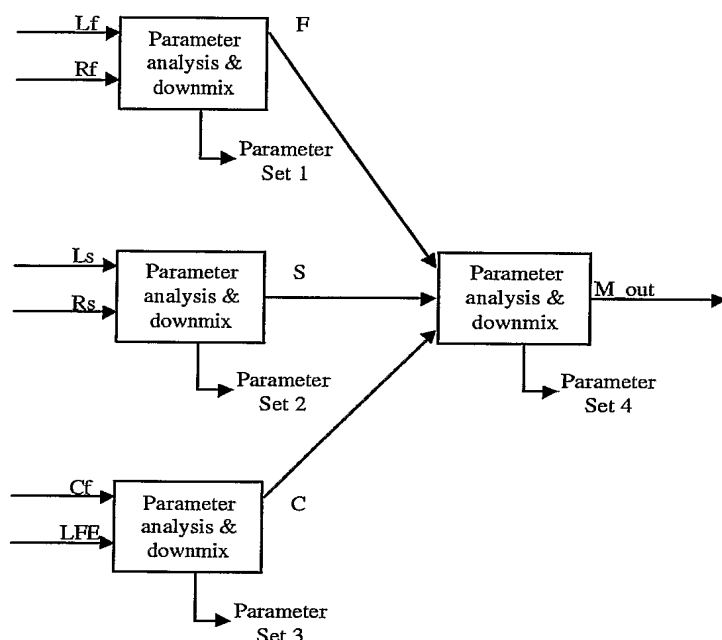 Lf
F
Parameter
analysis &
downmix
Rf
Parameter
Set 1
Ls
S
Parameter
analysis &
downmix
Rs
Parameter
Set 2
Parameter
analysis &
downmix
M_out
Parameter
Set 4
Cf
C
Parameter
analysis &
downmix
LFE
Parameter
Set 3